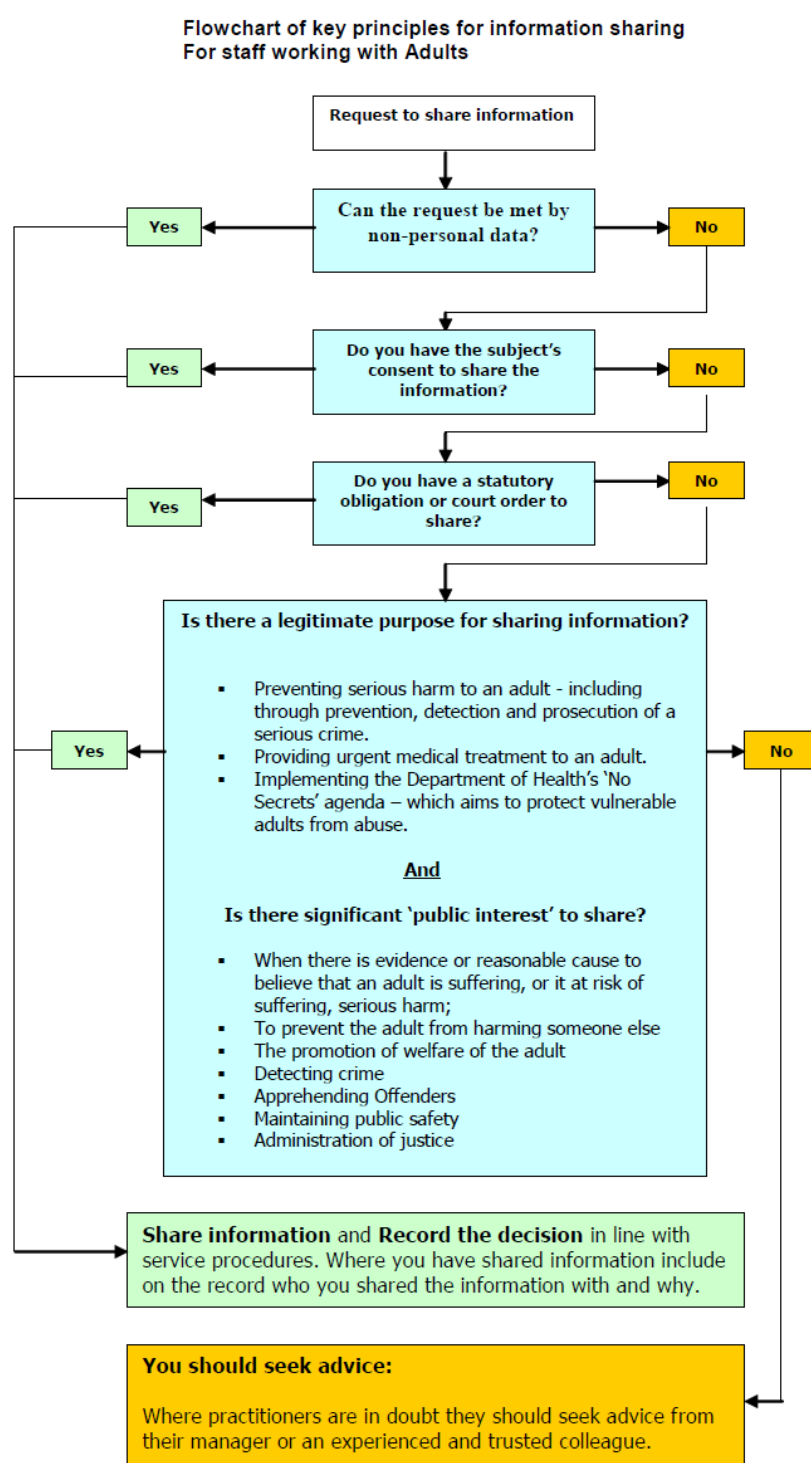 Flowchart of key principles for information sharing
For staff working with Adults
Request to share information
Can the request be met by
non-personal data?
Yes
No
Do you have the subject's
consent to share the
information?
Yes
No
Do you have a statutory
obligation or court order to
share?
Yes
No
Is there a legitimate purpose for sharing information?
▪ Preventing serious harm to an adult - including
through prevention, detection and prosecution of a
serious crime.
▪ Providing urgent medical treatment to an adult.
▪ Implementing the Department of Health's 'No
Secrets' agenda – which aims to protect vulnerable
adults from abuse.
And
Is there significant 'public interest' to share?
▪ When there is evidence or reasonable cause to
believe that an adult is suffering, or it at risk of
suffering, serious harm;
▪ To prevent the adult from harming someone else
▪ The promotion of welfare of the adult
▪ Detecting crime
▪ Apprehending Offenders
▪ Maintaining public safety
▪ Administration of justice
Yes
No
Share information and Record the decision in line with
service procedures. Where you have shared information include
on the record who you shared the information with and why.
You should seek advice:
Where practitioners are in doubt they should seek advice from
their manager or an experienced and trusted colleague.